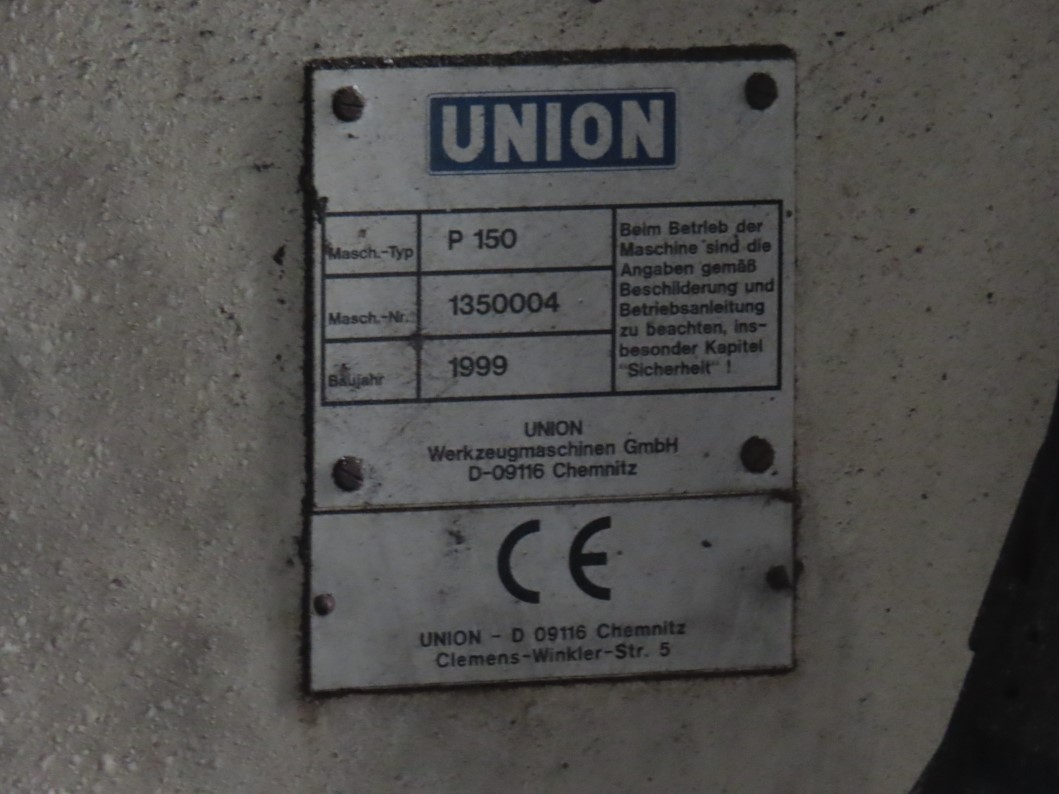 UNION
Masch.-Typ P 150
Masch.-Nr. 1350004
Baujahr 1999
Beim Betrieb der
Maschine sind die
Angaben gemäß
Beschilderung und
Betriebsanleitung
zu beachten, ins-
besonder Kapitel
"Sicherheit" !
UNION
Werkzeugmaschinen GmbH
D-09116 Chemnitz
CE
UNION - D 09116 Chemnitz
Clemens-Winkler-Str. 5